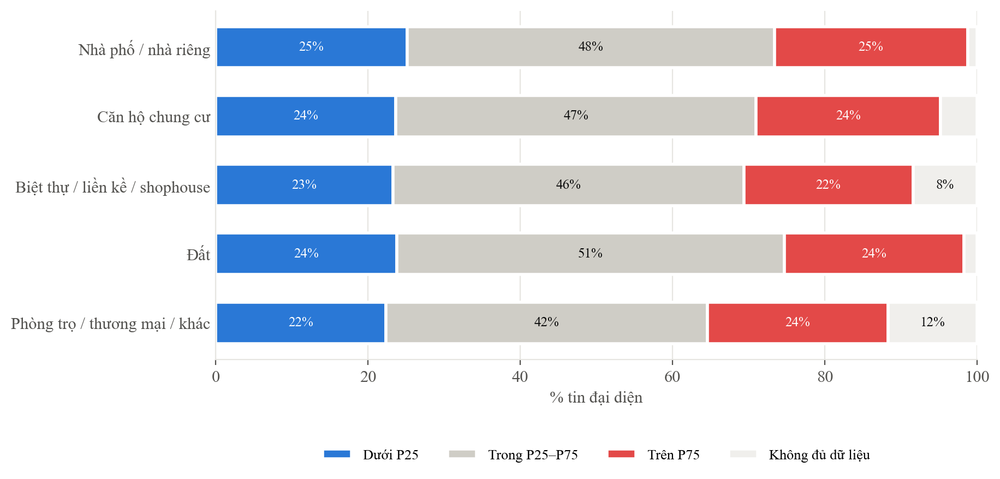 Nhà phố / nhà riêng
25%
48%
25%
Căn hộ chung cư
24%
47%
24%
Biệt thự / liền kề / shophouse
23%
46%
22%
8%
Đất
24%
51%
24%
Phòng trọ / thương mại / khác
22%
42%
24%
12%
0 20 40 60 80 100
% tin đại diện
Dưới P25 Trong P25–P75 Trên P75 Không đủ dữ liệu